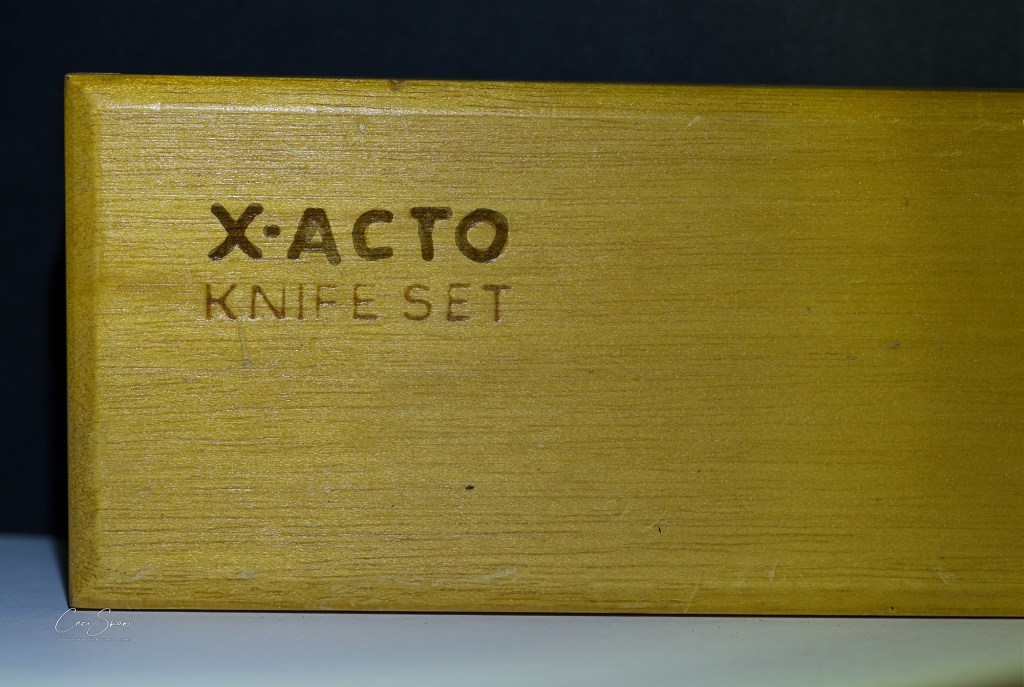 X-ACTO
KNIFE SET